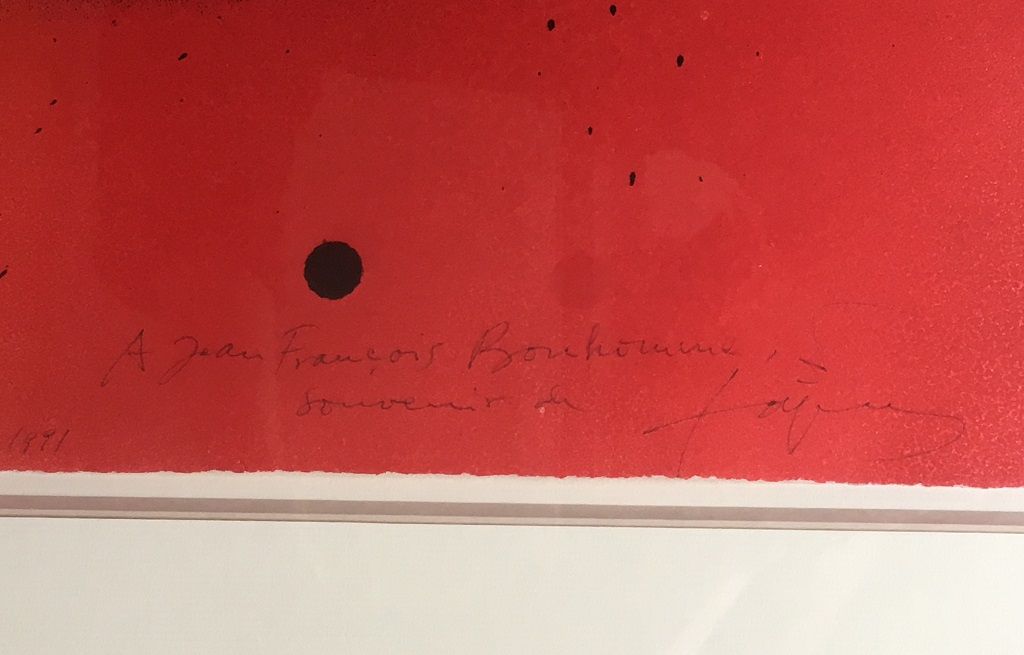 A Jean François Bonhomme,
souvenir de
1991